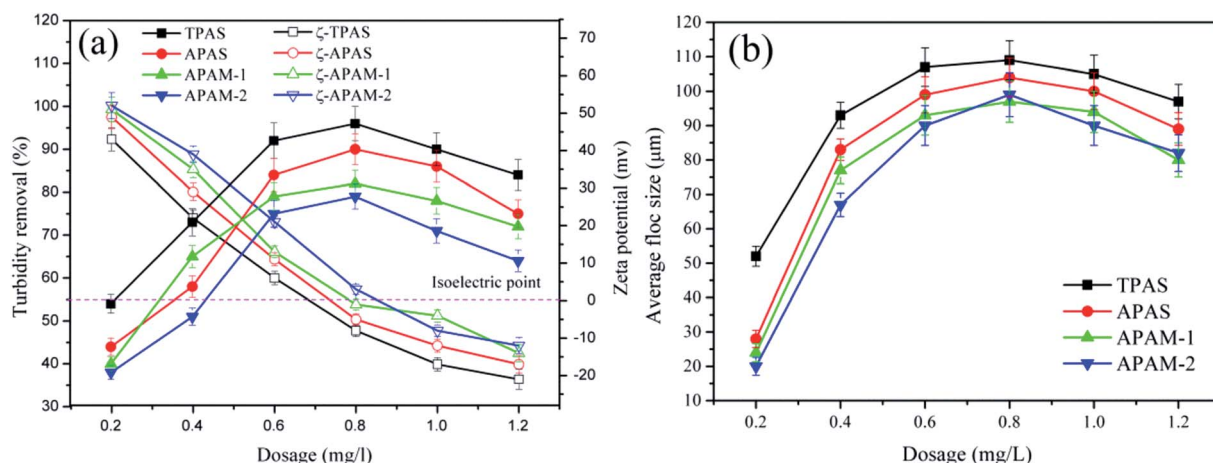 (a)
TPAS
ζ-TPAS
APAS
ζ-APAS
APAM-1
ζ-APAM-1
APAM-2
ζ-APAM-2
120
110
100
90
80
70
60
50
40
30
Turbidity removal (%)
70
60
50
40
30
20
10
0
-10
-20
Zeta potential (mv)
Isoelectric point
0.2 0.4 0.6 0.8 1.0 1.2
Dosage (mg/l)
(b)
120
110
100
90
80
70
60
50
40
30
20
10
Average floc size (μm)
TPAS
APAS
APAM-1
APAM-2
0.2 0.4 0.6 0.8 1.0 1.2
Dosage (mg/L)